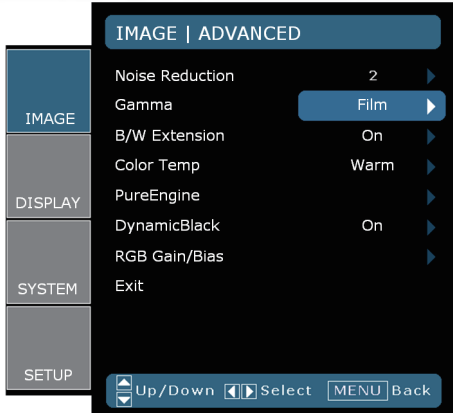 IMAGE | ADVANCED
Noise Reduction 2
Gamma Film
B/W Extension On
Color Temp Warm
PureEngine
DynamicBlack On
RGB Gain/Bias
Exit
IMAGE
DISPLAY
SYSTEM
SETUP
Up/Down Select MENU Back